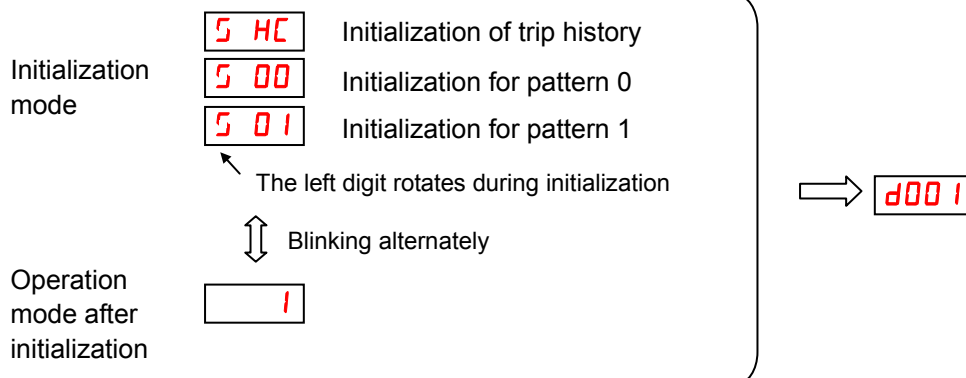 5 HC Initialization of trip history
Initialization
mode
5 00 Initialization for pattern 0
5 01 Initialization for pattern 1
The left digit rotates during initialization
d001
Blinking alternately
Operation
mode after
initialization
1